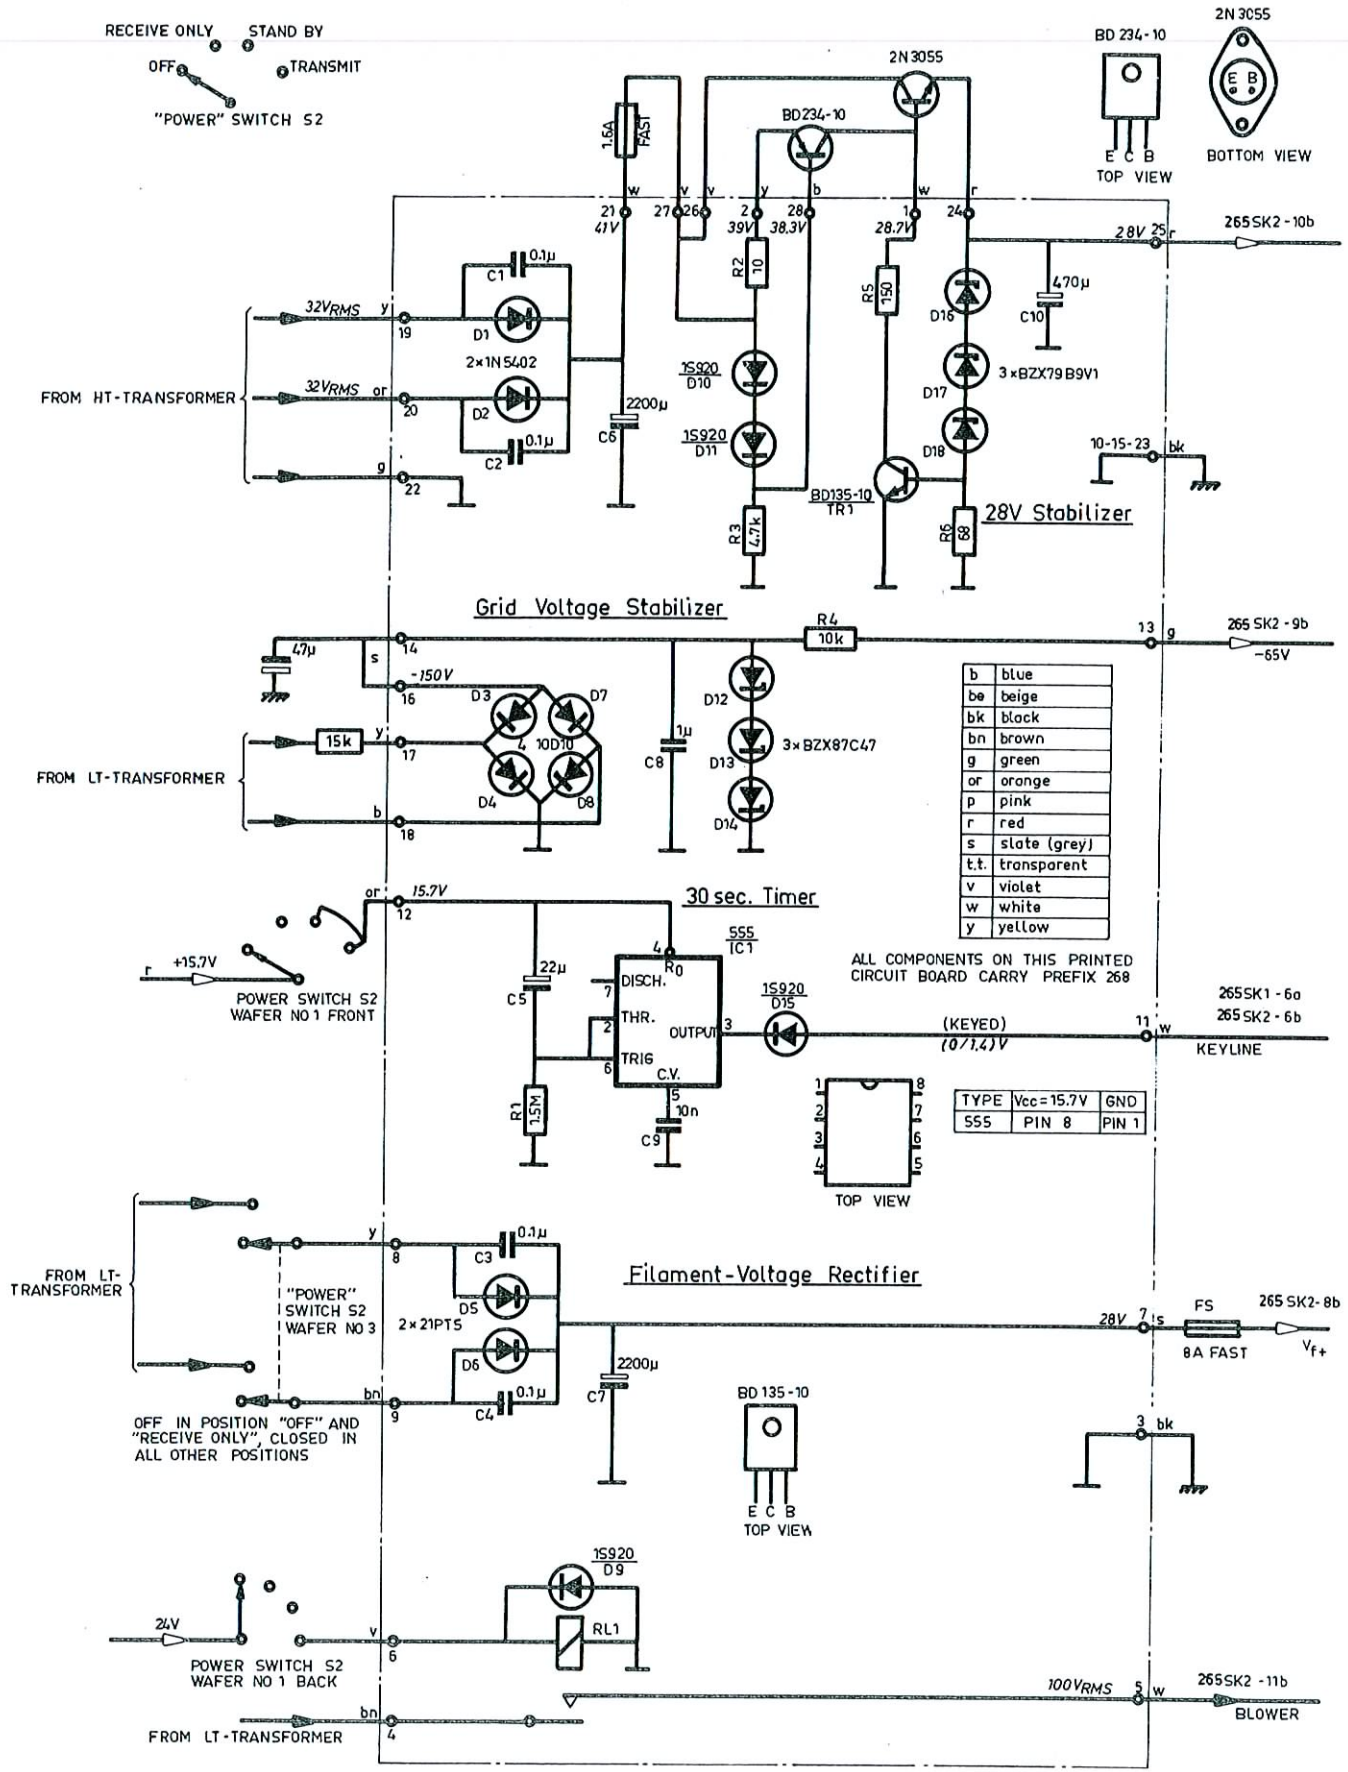 RECEIVE ONLY
STAND BY
OFF
TRANSMIT
"POWER" SWITCH S2
2N3055
BD234-10
1.6A
FAST
BD 234-10
E C B
TOP VIEW
2N 3055
E B
BOTTOM VIEW
w
v
v
y
b
w
r
21
27
26
2
28
1
24
41V
39V
38.3V
28.7V
28V
25
r
265SK2-10b
C1
0.1µ
R2
10
R5
150
470µ
C10
D16
32VRMS
y
19
D1
2×1N5402
FROM HT-TRANSFORMER
32VRMS
or
20
D2
0.1µ
C2
2200µ
C6
1S920
D10
1S920
D11
D17
3×BZX79 B9V1
D18
g
22
10-15-23
bk
BD135-10
TR1
R3
4.7k
R6
68
28V Stabilizer
Grid Voltage Stabilizer
47µ
s
14
-150V
16
R4
10k
13
g
265 SK2-9b
-65V
D3
D7
4 10D10
D4
D8
15k
y
17
FROM LT-TRANSFORMER
b
18
1µ
C8
D12
D13
3×BZX87C47
D14
b blue
be beige
bk black
bn brown
g green
or orange
p pink
r red
s slate (grey)
t.t. transparent
v violet
w white
y yellow
or
15.7V
12
30 sec. Timer
r
+15.7V
POWER SWITCH S2
WAFER NO 1 FRONT
22µ
C5
R1
1.5M
555
IC1
4
R0
DISCH.
7
THR.
2
OUTPUT
3
TRIG
6
C.V.
5
10n
C9
1S920
D15
ALL COMPONENTS ON THIS PRINTED
CIRCUIT BOARD CARRY PREFIX 268
(KEYED)
(0/1.4)V
11
w
265SK1-6a
265SK2-6b
KEYLINE
1
2
3
4
8
7
6
5
TOP VIEW
TYPE Vcc=15.7V GND
555 PIN 8 PIN 1
FROM LT-
TRANSFORMER
"POWER"
SWITCH S2
WAFER NO 3
y
8
C3
0.1µ
D5
2×21PT5
D6
bn
9
C4
0.1µ
OFF IN POSITION "OFF" AND
"RECEIVE ONLY", CLOSED IN
ALL OTHER POSITIONS
Filament-Voltage Rectifier
2200µ
C7
28V
7
s
FS
8A FAST
265 SK2-8b
Vf+
BD 135-10
E C B
TOP VIEW
3
bk
1S920
D9
RL1
24V
v
6
POWER SWITCH S2
WAFER NO 1 BACK
100VRMS
5
w
265SK2-11b
BLOWER
bn
4
FROM LT-TRANSFORMER